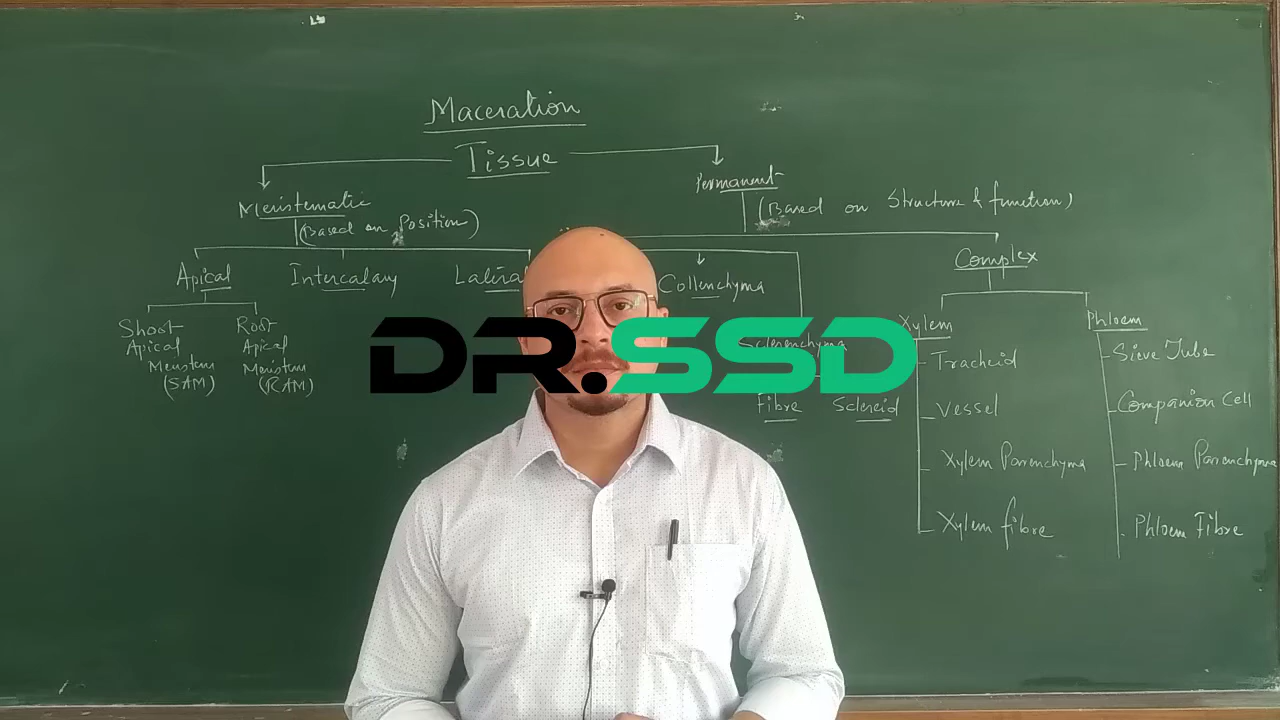 Maceration
Tissue
Meristematic
Permanent
(Based on Position)
(Based on Structure & function)
Apical
Intercalary
Lateral
Collenchyma
Complex
Shoot
Apical
Meristem
(SAM)
Root
Apical
Meristem
(RAM)
Sclerenchyma
Fibre
Sclereid
Xylem
Tracheid
Vessel
Xylem Parenchyma
Xylem fibre
Phloem
Sieve Tube
Companion Cell
Phloem Parenchyma
Phloem Fibre
DR.SSD